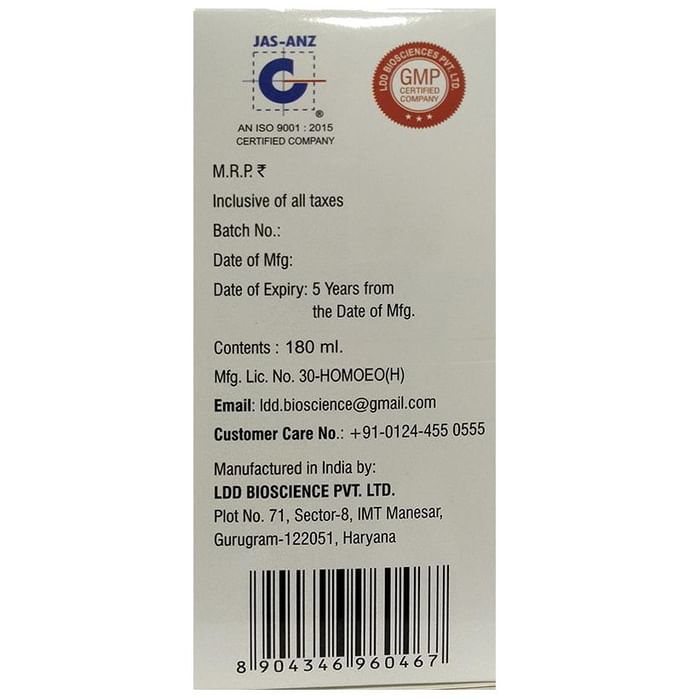 JAS-ANZ
C
®
AN ISO 9001 : 2015
CERTIFIED COMPANY
LDD BIOSCIENCES PVT. LTD.
GMP
CERTIFIED
COMPANY
M.R.P. ₹
Inclusive of all taxes
Batch No.:
Date of Mfg:
Date of Expiry: 5 Years from
the Date of Mfg.
Contents : 180 ml.
Mfg. Lic. No. 30-HOMOEO(H)
Email: ldd.bioscience@gmail.com
Customer Care No.: +91-0124-455 0555
Manufactured in India by:
LDD BIOSCIENCE PVT. LTD.
Plot No. 71, Sector-8, IMT Manesar,
Gurugram-122051, Haryana
8 904346 960467